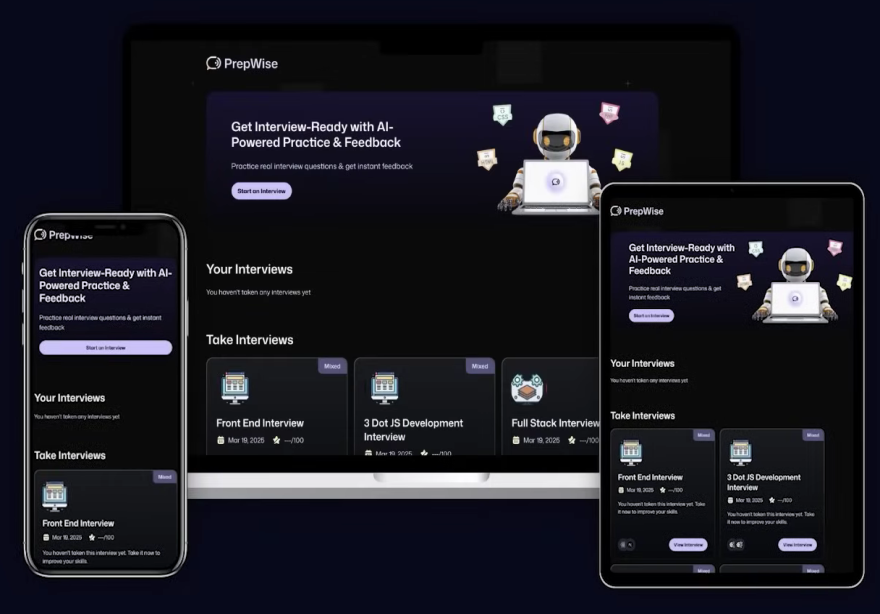 PrepWise
Get Interview-Ready with AI-
Powered Practice & Feedback
Practice real interview questions & get instant feedback
Start an Interview
CSS
Your Interviews
You haven't taken any interviews yet
Take Interviews
Mixed
Front End Interview
Mar 19, 2025 —/100
Mixed
3 Dot JS Development
Interview
Mar 19, 2025 —/100
Full Stack Interview
Mar 19, 2025 —/100
PrepWise
Get Interview-Ready with AI-
Powered Practice &
Feedback
Practice real interview questions & get instant
feedback
Start an Interview
Your Interviews
You haven't taken any interviews yet
Take Interviews
Mixed
Front End Interview
Mar 19, 2025 —/100
You haven't taken this interview yet. Take it now to
improve your skills.
PrepWise
Get Interview-Ready with
AI-Powered Practice &
Feedback
Practice real interview questions & get
instant feedback
Start an Interview
Your Interviews
You haven't taken any interviews yet
Take Interviews
Mixed
Front End Interview
Mar 19, 2025 —/100
You haven't taken this interview yet. Take
it now to improve your skills.
View Interview
Mixed
3 Dot JS Development
Interview
Mar 19, 2025 —/100
You haven't taken this interview yet. Take
it now to improve your skills.
View Interview
Mixed
Mixed